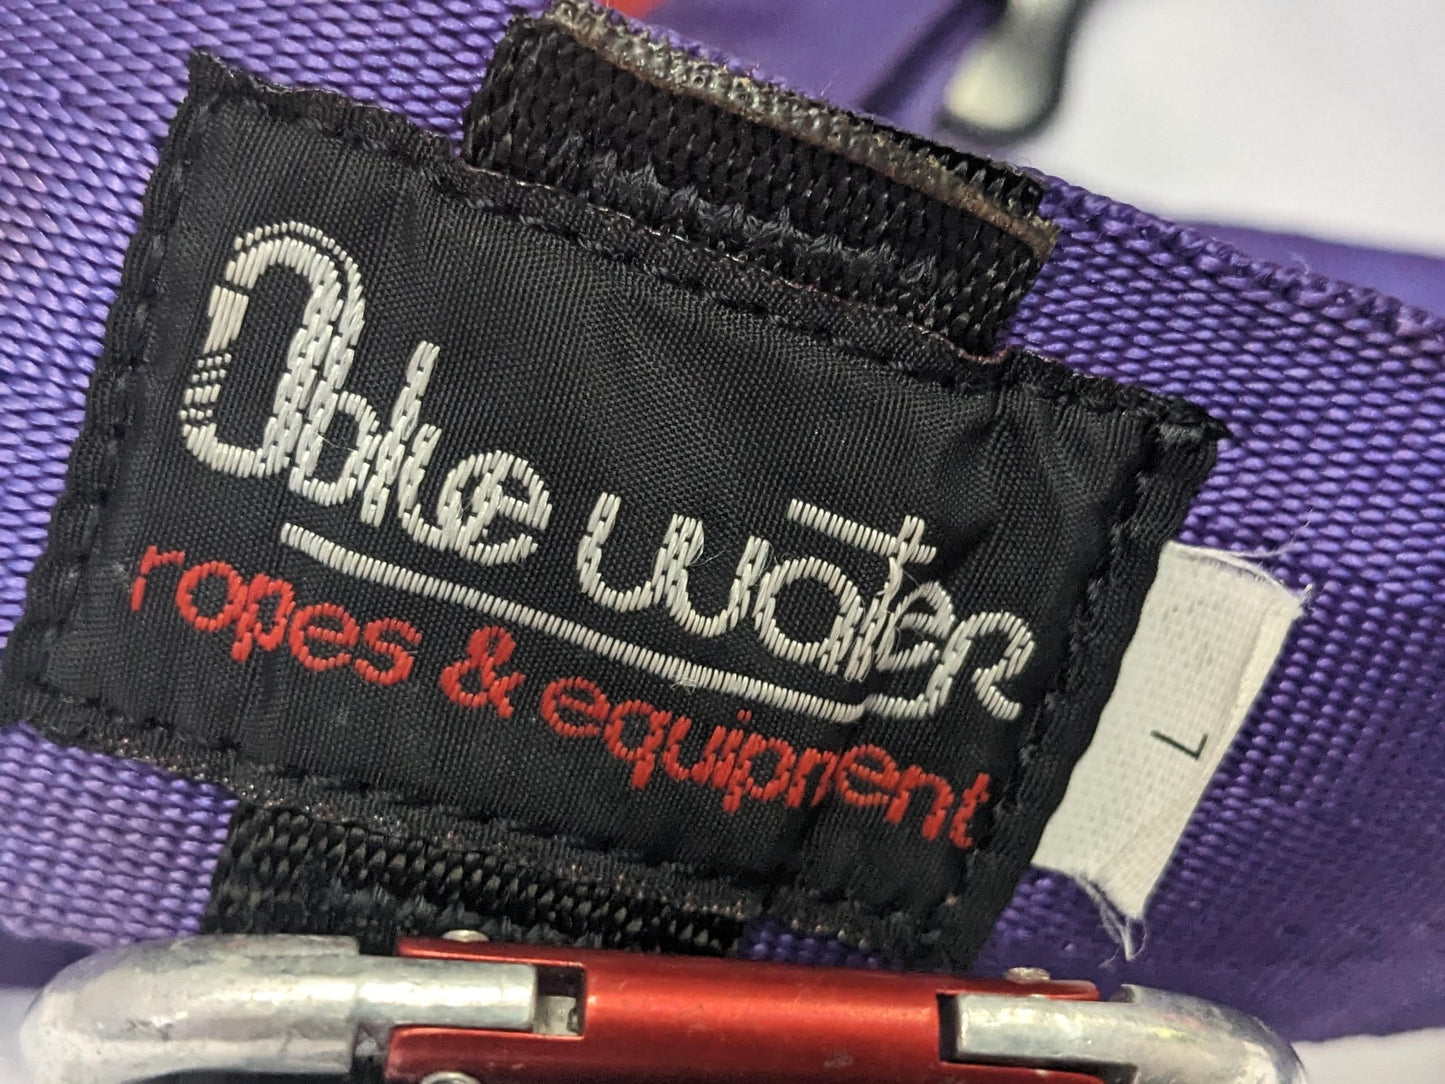 Blue water
ropes & equipment
L